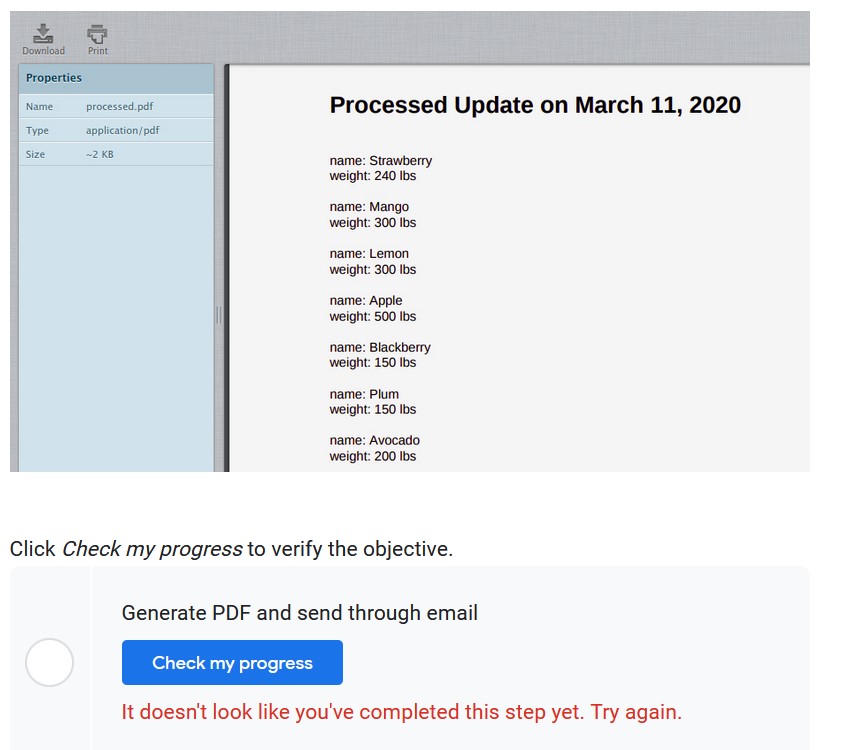 Download Print
Properties
Name processed.pdf
Type application/pdf
Size ~2 KB
Processed Update on March 11, 2020
name: Strawberry
weight: 240 lbs
name: Mango
weight: 300 lbs
name: Lemon
weight: 300 lbs
name: Apple
weight: 500 lbs
name: Blackberry
weight: 150 lbs
name: Plum
weight: 150 lbs
name: Avocado
weight: 200 lbs
Click Check my progress to verify the objective.
Generate PDF and send through email
Check my progress
It doesn't look like you've completed this step yet. Try again.